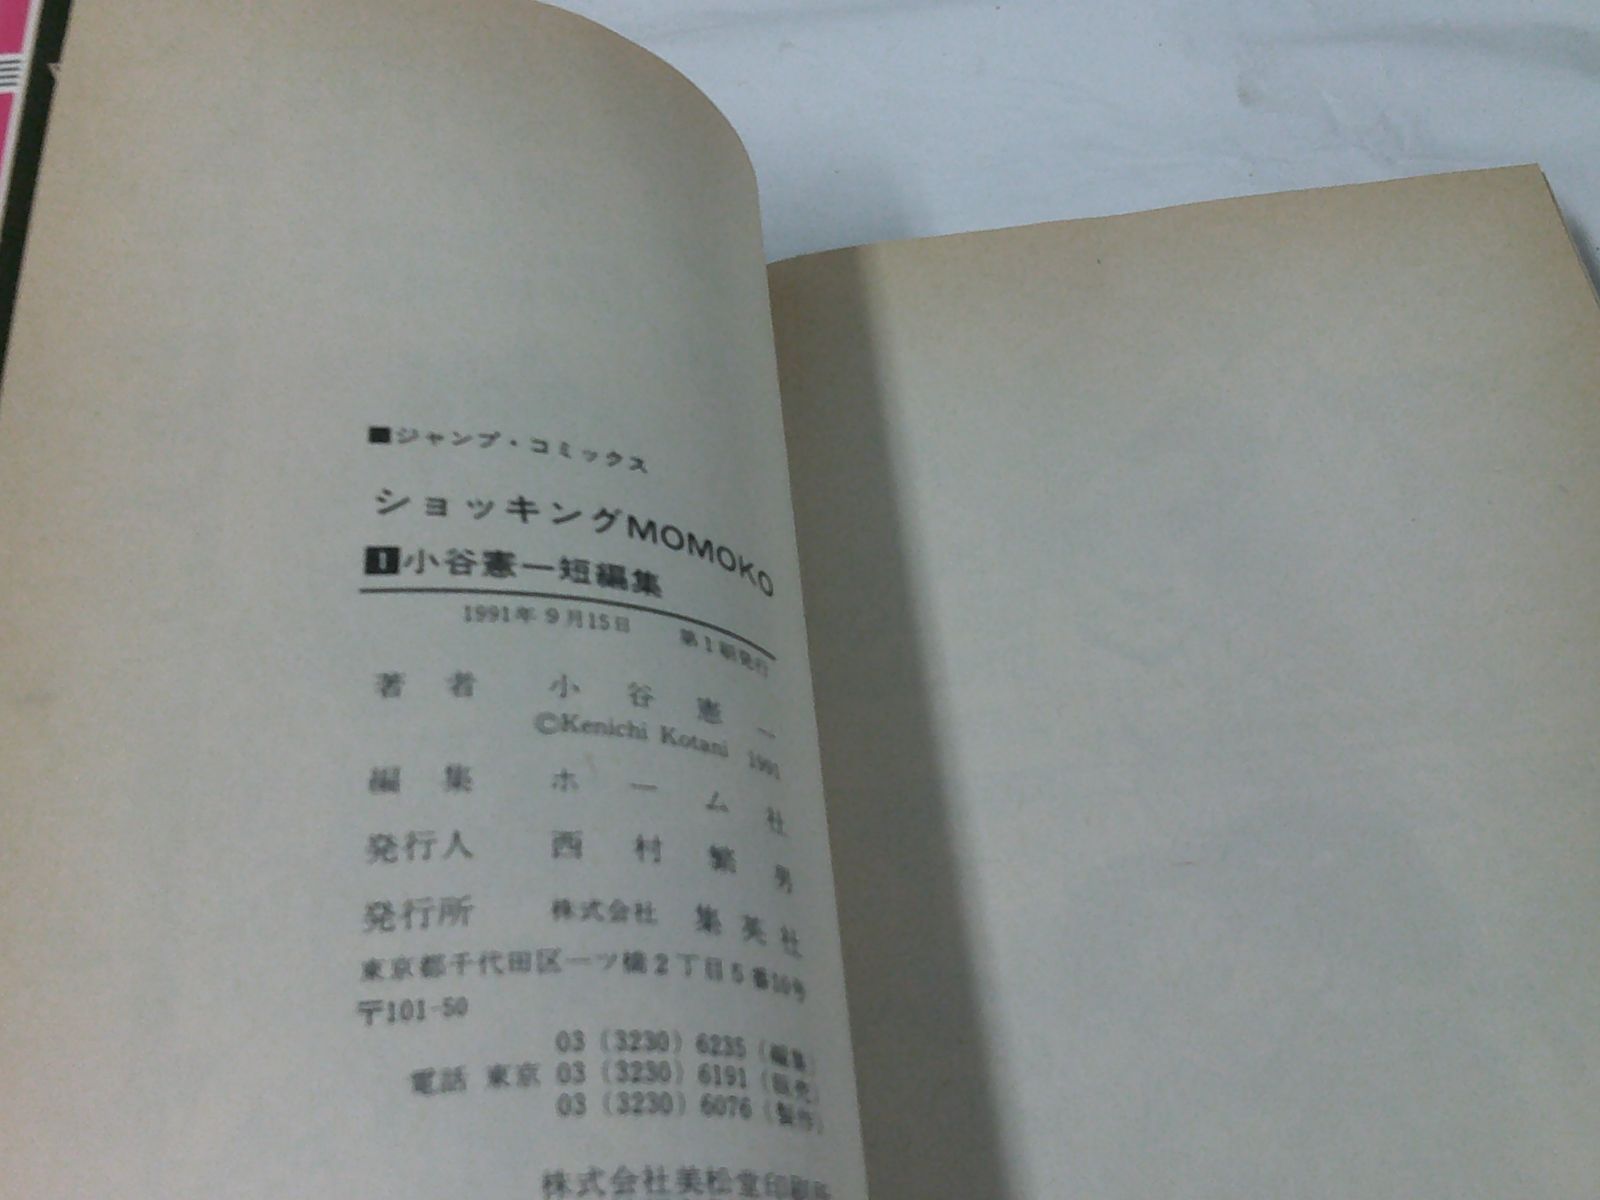 ■ジャンプ・コミックス
ショッキングMOMOKO
1小谷憲一短編集
1991年9月15日 第1刷発行
著者 小谷憲一
©Kenichi Kotani 1991
編集 ホーム社
発行人 西村繁男
発行所 株式会社 集英社
東京都千代田区一ツ橋2丁目5番10号
〒101-50
03(3230)6235(編集)
電話 東京 03(3230)6191(販売)
03(3230)6076(製作)
株式会社美松堂印刷所